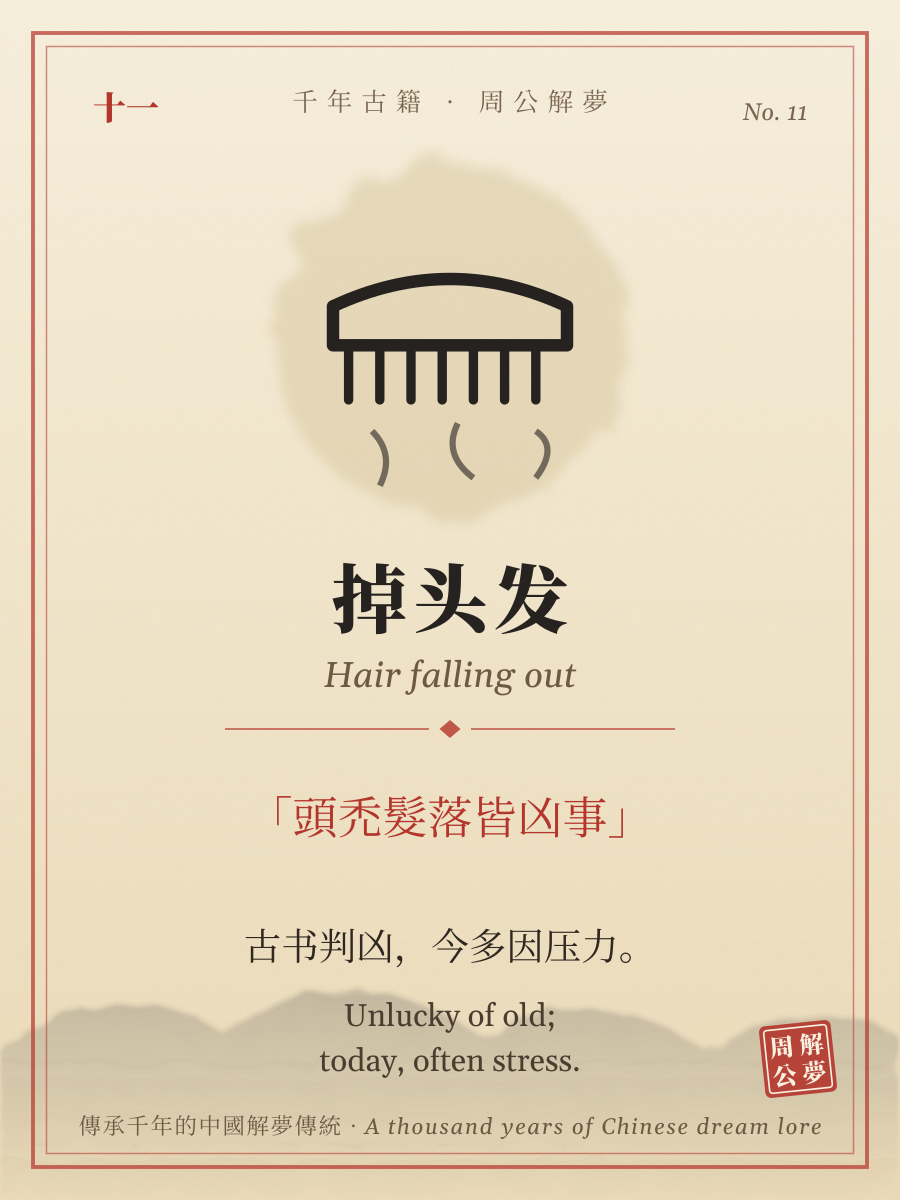 十一
千年古籍 · 周公解夢
No. 11
掉头发
Hair falling out
「頭禿髮落皆凶事」
古书判凶，今多因压力。
Unlucky of old;
today, often stress.
周解
公夢
傳承千年的中國解夢傳統 · A thousand years of Chinese dream lore